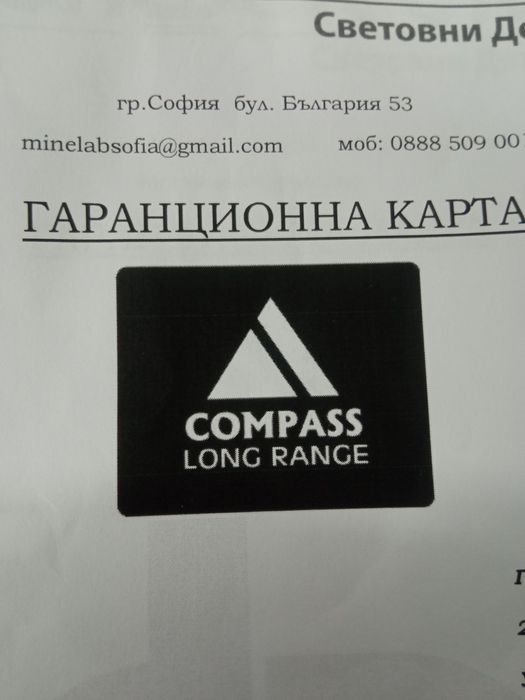 Световни
гр.София бул. България 53
minelabsofia@gmail.com моб: 0888 509 00
ГАРАНЦИОННА КАРТА
COMPASS
LONG RANGE